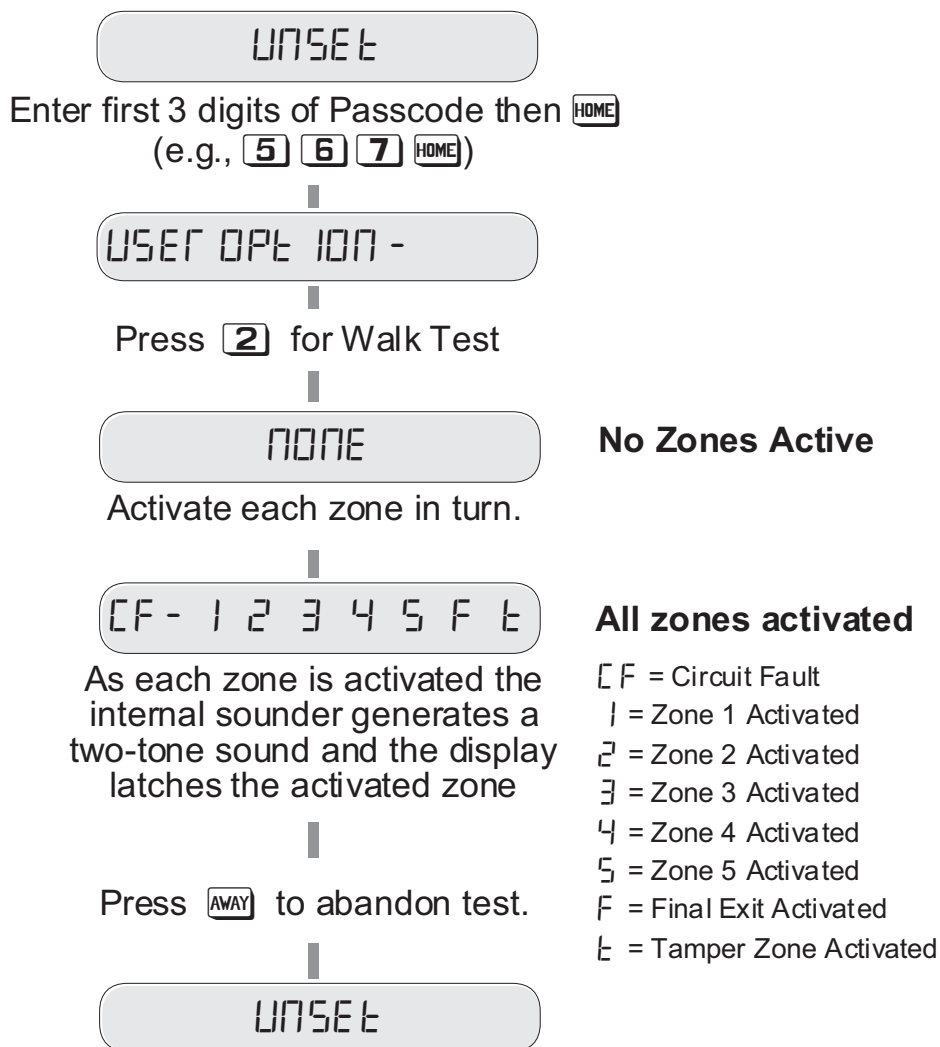 UNSEt
Enter first 3 digits of Passcode then HOME
(e.g., 5 6 7 HOME)
USEr OPtION -
Press 2 for Walk Test
NONE
No Zones Active
Activate each zone in turn.
CF - 1 2 3 4 5 F t
All zones activated
As each zone is activated the
internal sounder generates a
two-tone sound and the display
latches the activated zone
CF = Circuit Fault
1 = Zone 1 Activated
2 = Zone 2 Activated
3 = Zone 3 Activated
4 = Zone 4 Activated
5 = Zone 5 Activated
F = Final Exit Activated
t = Tamper Zone Activated
Press AWAY to abandon test.
UNSEt